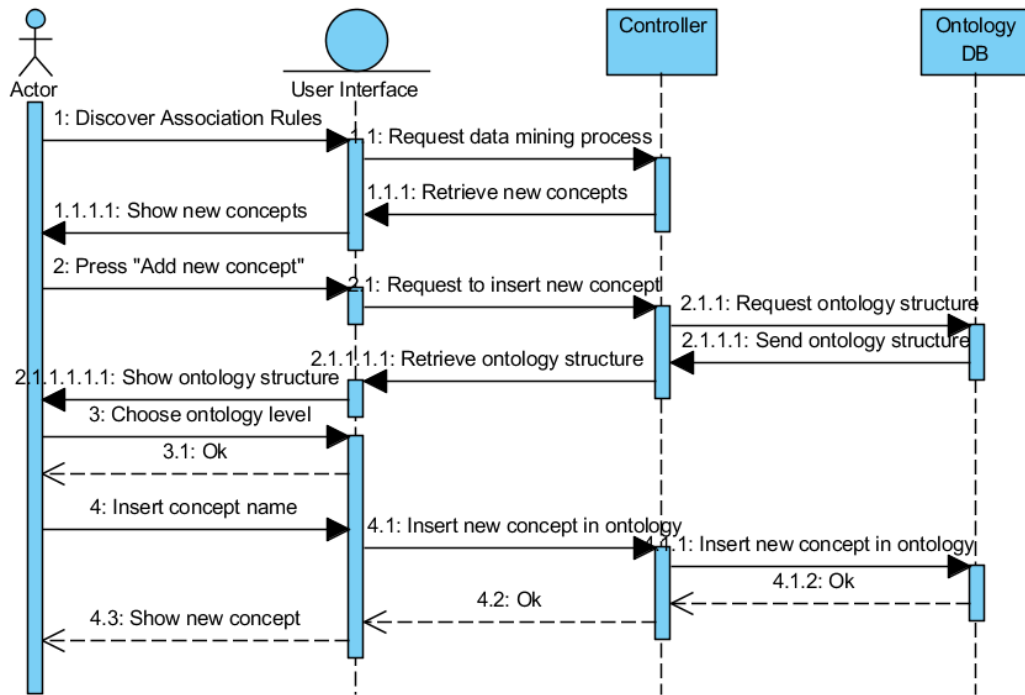 Controller
Ontology
DB
Actor
User Interface
1: Discover Association Rules
1.1: Request data mining process
1.1.1: Retrieve new concepts
1.1.1.1: Show new concepts
2: Press "Add new concept"
2.1: Request to insert new concept
2.1.1: Request ontology structure
2.1.1.1: Send ontology structure
2.1.1.1.1: Retrieve ontology structure
2.1.1.1.1.1: Show ontology structure
3: Choose ontology level
3.1: Ok
4: Insert concept name
4.1: Insert new concept in ontology
4.1.1: Insert new concept in ontology
4.1.2: Ok
4.2: Ok
4.3: Show new concept